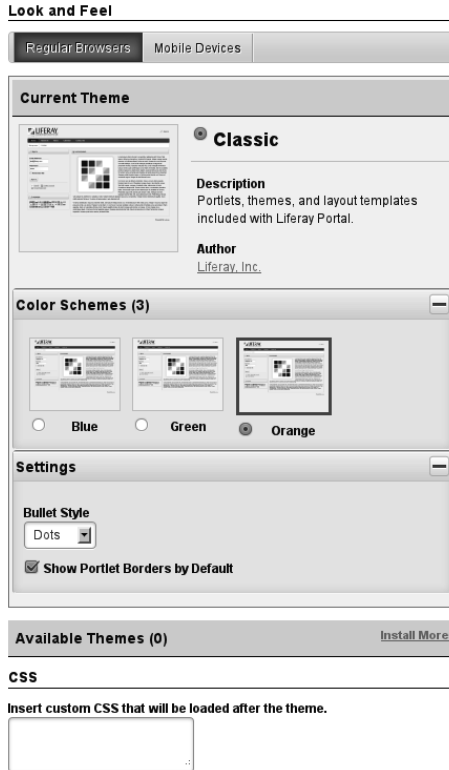 Look and Feel
Regular Browsers Mobile Devices
Current Theme
LIFERAY
Classic
Description
Portlets, themes, and layout templates
included with Liferay Portal.
Author
Liferay, Inc.
Color Schemes (3)
Blue Green Orange
Settings
Bullet Style
Dots
Show Portlet Borders by Default
Available Themes (0) Install More
CSS
Insert custom CSS that will be loaded after the theme.